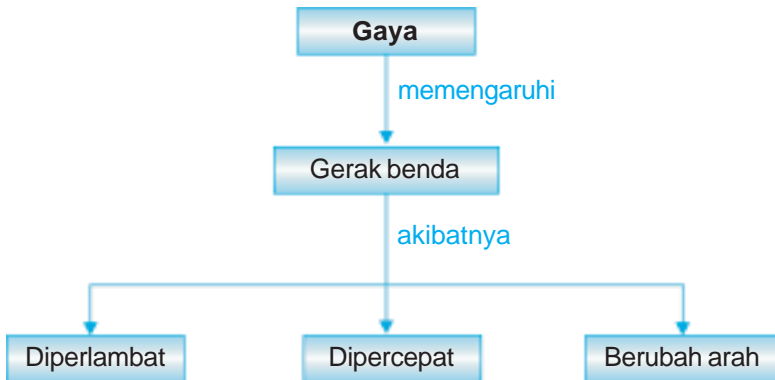 Gaya
memengaruhi
Gerak benda
akibatnya
Diperlambat
Dipercepat
Berubah arah